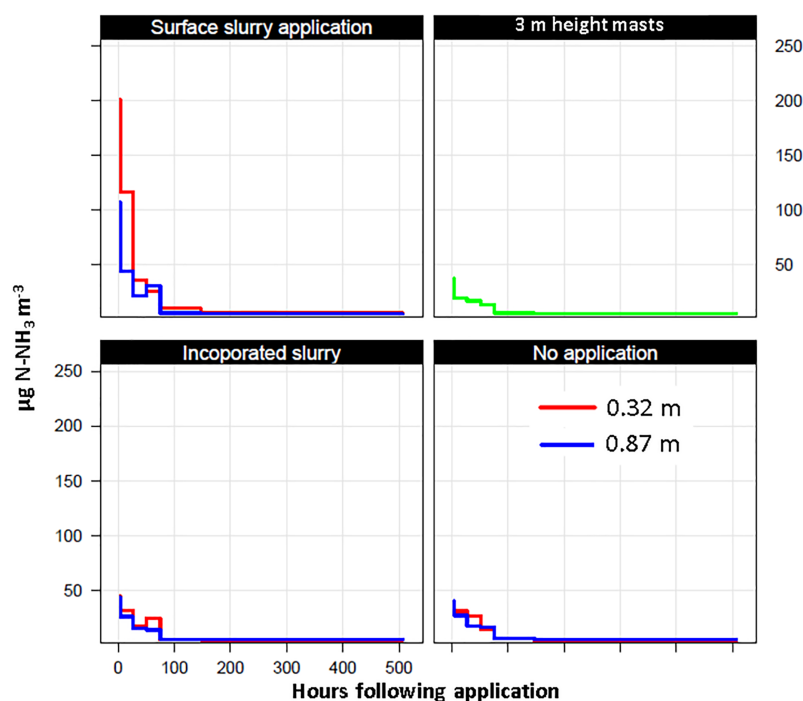 Surface slurry application
3 m height masts
250
200
150
100
50
µg N-NH₃ m⁻³
Incoporated slurry
No application
250
200
150
100
50
0.32 m
0.87 m
0 100 200 300 400 500
Hours following application